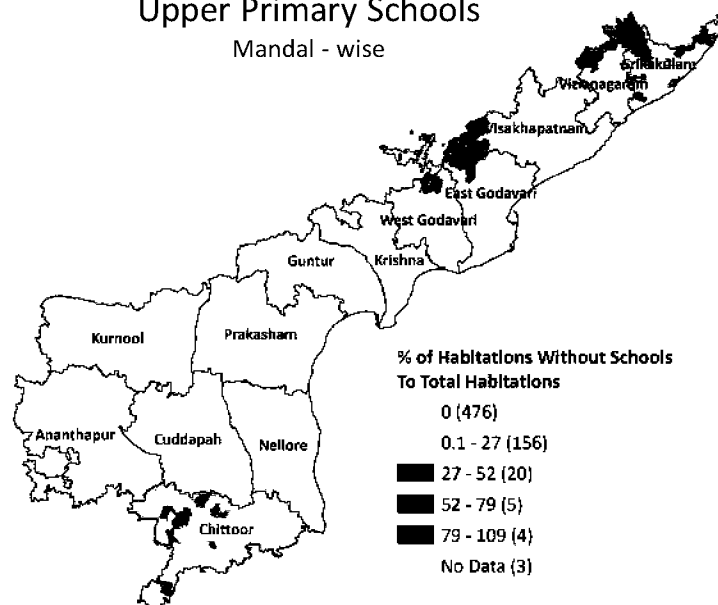 Upper Primary Schools
Mandal - wise
Srikakulam
Vizianagaram
Visakhapatnam
East Godavari
West Godavari
Guntur
Krishna
Kurnool
Prakasham
% of Habitations Without Schools
To Total Habitations
0 (476)
0.1 - 27 (156)
27 - 52 (20)
52 - 79 (5)
79 - 109 (4)
No Data (3)
Ananthapur
Cuddapah
Nellore
Chittoor